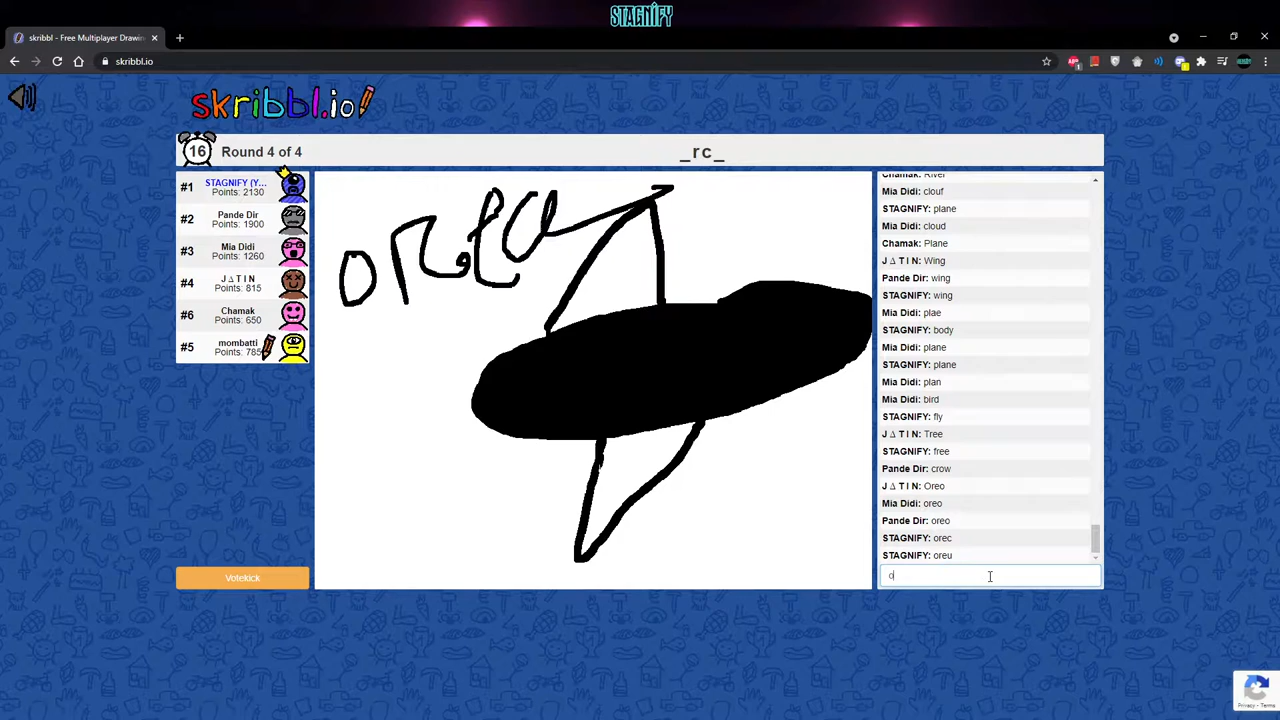 STAGNIFY
skribbl - Free Multiplayer Drawin
skribbl.io
skribbl.io
16 Round 4 of 4
_rc_
#1 STAGNIFY (Y...
Points: 2130
#2 Pande Dir
Points: 1900
#3 Mia Didi
Points: 1260
#4 J Δ T I N
Points: 815
#6 Chamak
Points: 650
#5 mombatti
Points: 785
Votekick
Chamak: River
Mia Didi: clouf
STAGNIFY: plane
Mia Didi: cloud
Chamak: Plane
J Δ T I N: Wing
Pande Dir: wing
STAGNIFY: wing
Mia Didi: plae
STAGNIFY: body
Mia Didi: plane
STAGNIFY: plane
Mia Didi: plan
Mia Didi: bird
STAGNIFY: fly
J Δ T I N: Tree
STAGNIFY: free
Pande Dir: crow
J Δ T I N: Oreo
Mia Didi: oreo
Pande Dir: oreo
STAGNIFY: orec
STAGNIFY: oreu
o
Privacy - Terms